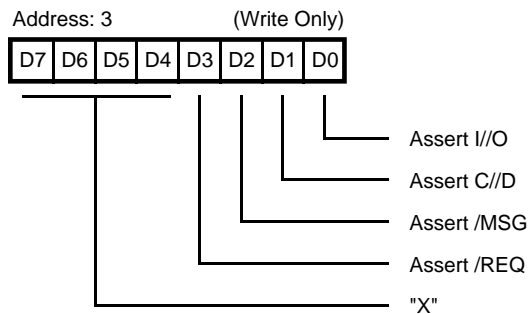 Address: 3 (Write Only)
D7 D6 D5 D4 D3 D2 D1 D0
Assert I//O
Assert C//D
Assert /MSG
Assert /REQ
"X"